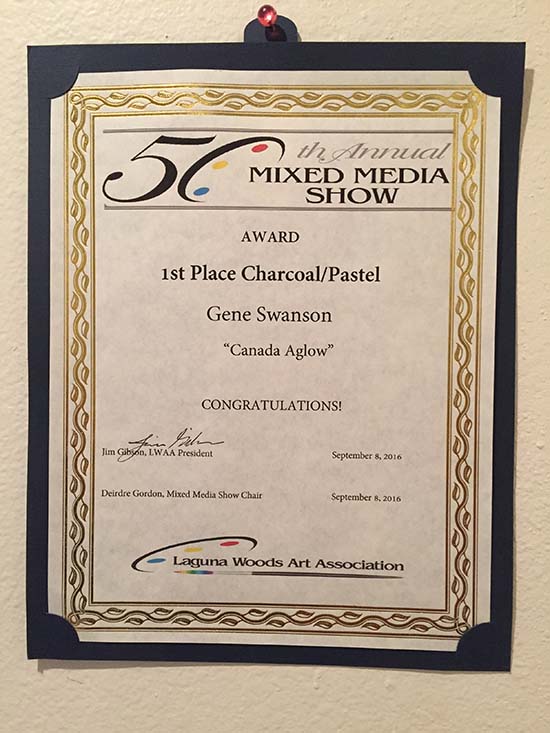 50th Annual
MIXED MEDIA
SHOW
AWARD
1st Place Charcoal/Pastel
Gene Swanson
“Canada Aglow”
CONGRATULATIONS!
Jim Gibson, LWAA President September 8, 2016
Deirdre Gordon, Mixed Media Show Chair September 8, 2016
Laguna Woods Art Association